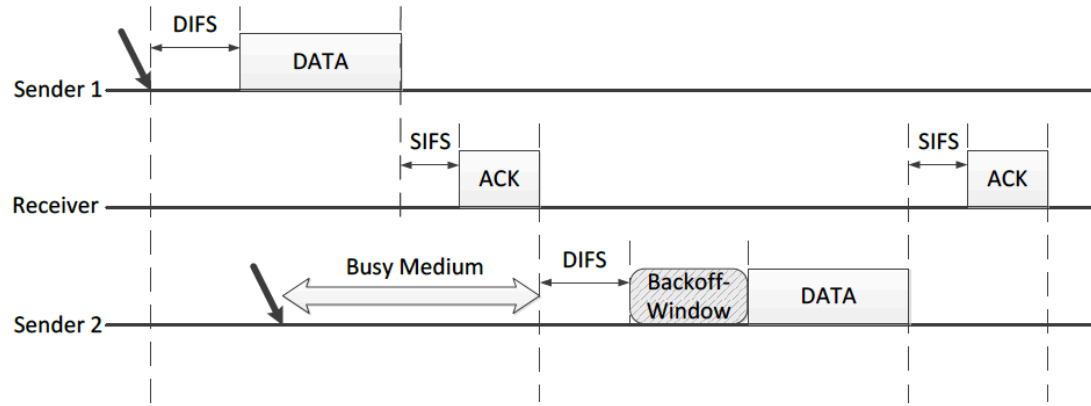 DIFS
DATA
Sender 1
SIFS
SIFS
ACK
ACK
Receiver
Busy Medium
DIFS
Backoff-
Window
DATA
Sender 2